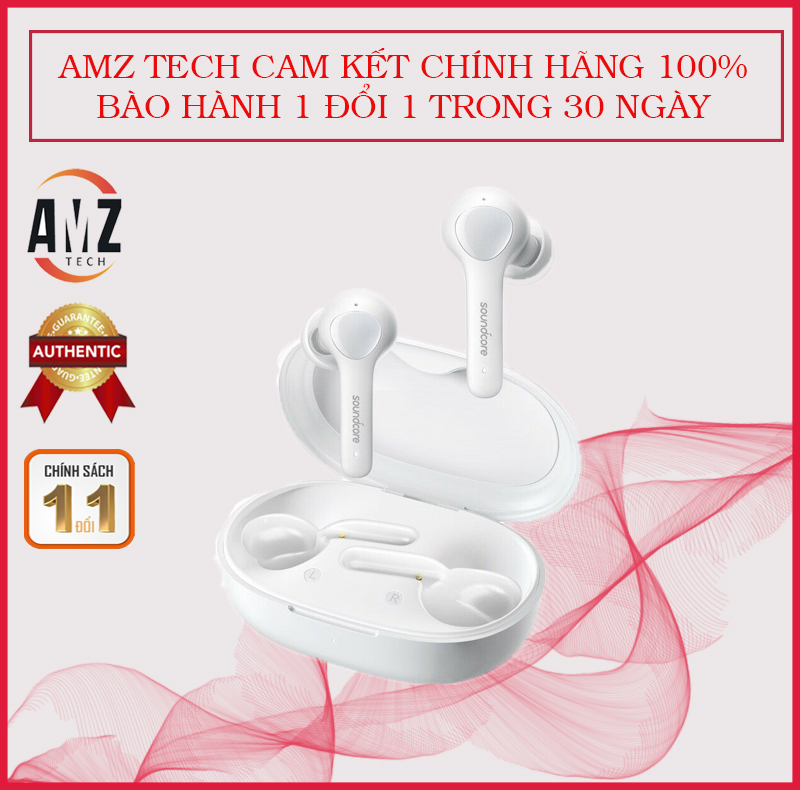 AMZ TECH CAM KẾT CHÍNH HÃNG 100%
BÀO HÀNH 1 ĐỔI 1 TRONG 30 NGÀY
AMZ
TECH
GUARANTEE
AUTHENTIC
CHÍNH SÁCH
1 1
ĐỔI
soundcore
soundcore
L
R